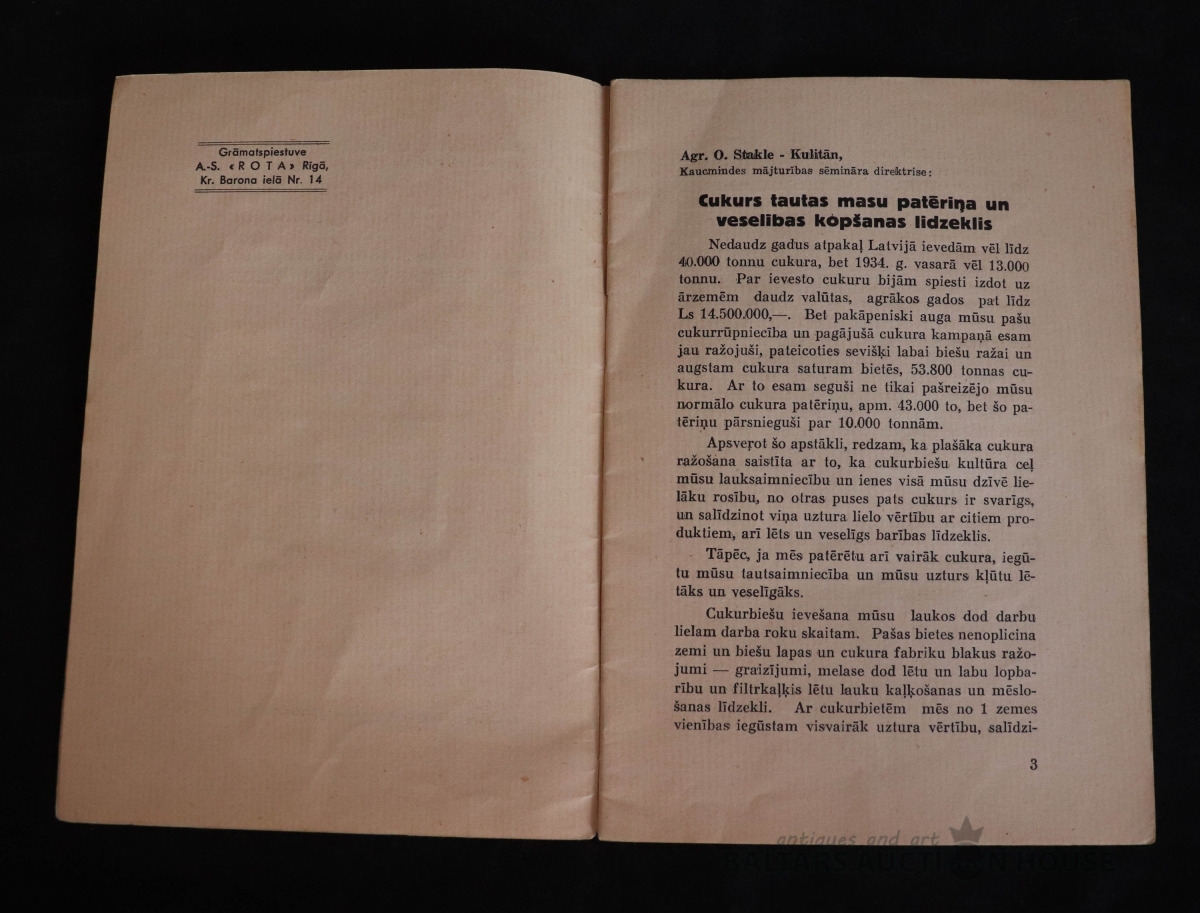 Grāmatspiestuve
A.-S. «ROTA» Rīgā,
Kr. Barona ielā Nr. 14
Agr. O. Stakle - Kulitān,
Kaucmindes mājturības sēmināra direktrise:
Cukurs tautas masu patēriņa un
veselības kopšanas līdzeklis
Nedaudz gadus atpakaļ Latvijā ievedām vēl līdz
40.000 tonnu cukura, bet 1934. g. vasarā vēl 13.000
tonnu. Par ievesto cukuru bijām spiesti izdot uz
ārzemēm daudz valūtas, agrākos gados pat līdz
Ls 14.500.000,—. Bet pakāpeniski auga mūsu pašu
cukurrūpniecība un pagājušā cukura kampaņā esam
jau ražojuši, pateicoties sevišķi labai biešu ražai un
augstam cukura saturam bietēs, 53.800 tonnas cu-
kura. Ar to esam seguši ne tikai pašreizējo mūsu
normālo cukura patēriņu, apm. 43.000 to, bet šo pa-
tēriņu pārsnieguši par 10.000 tonnām.
Apsveŗot šo apstākli, redzam, ka plašāka cukura
ražošana saistīta ar to, ka cukurbiešu kultūra ceļ
mūsu lauksaimniecību un ienes visā mūsu dzīvē lie-
lāku rosību, no otras puses pats cukurs ir svarīgs,
un salīdzinot viņa uztura lielo vērtību ar citiem pro-
duktiem, arī lēts un veselīgs barības līdzeklis.
Tāpēc, ja mēs patērētu arī vairāk cukura, iegū-
tu mūsu tautsaimniecība un mūsu uzturs kļūtu lē-
tāks un veselīgāks.
Cukurbiešu ievešana mūsu laukos dod darbu
lielam darba roku skaitam. Pašas bietes nenoplicina
zemi un biešu lapas un cukura fabriku blakus ražo-
jumi — graizījumi, melase dod lētu un labu lopba-
rību un filtrkaļķis lētu lauku kaļķošanas un mēslo-
šanas līdzekli. Ar cukurbietēm mēs no 1 zemes
vienības iegūstam visvairāk uztura vērtību, salīdzi-
3
antiques and art
BALTARS AUCTION HOUSE